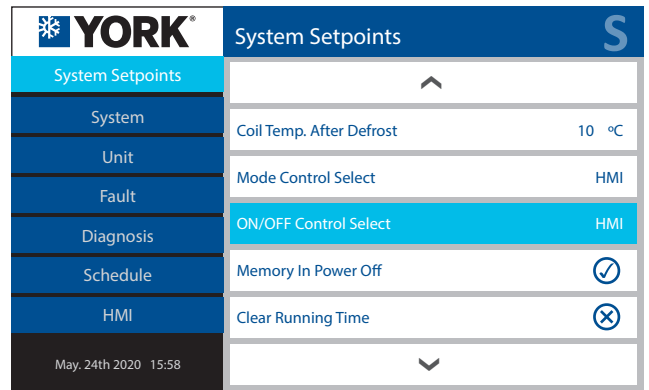 YORK®
System Setpoints
S
System Setpoints
System
Unit
Fault
Diagnosis
Schedule
HMI
May. 24th 2020 15:58
Coil Temp. After Defrost 10 ºC
Mode Control Select HMI
ON/OFF Control Select HMI
Memory In Power Off
Clear Running Time